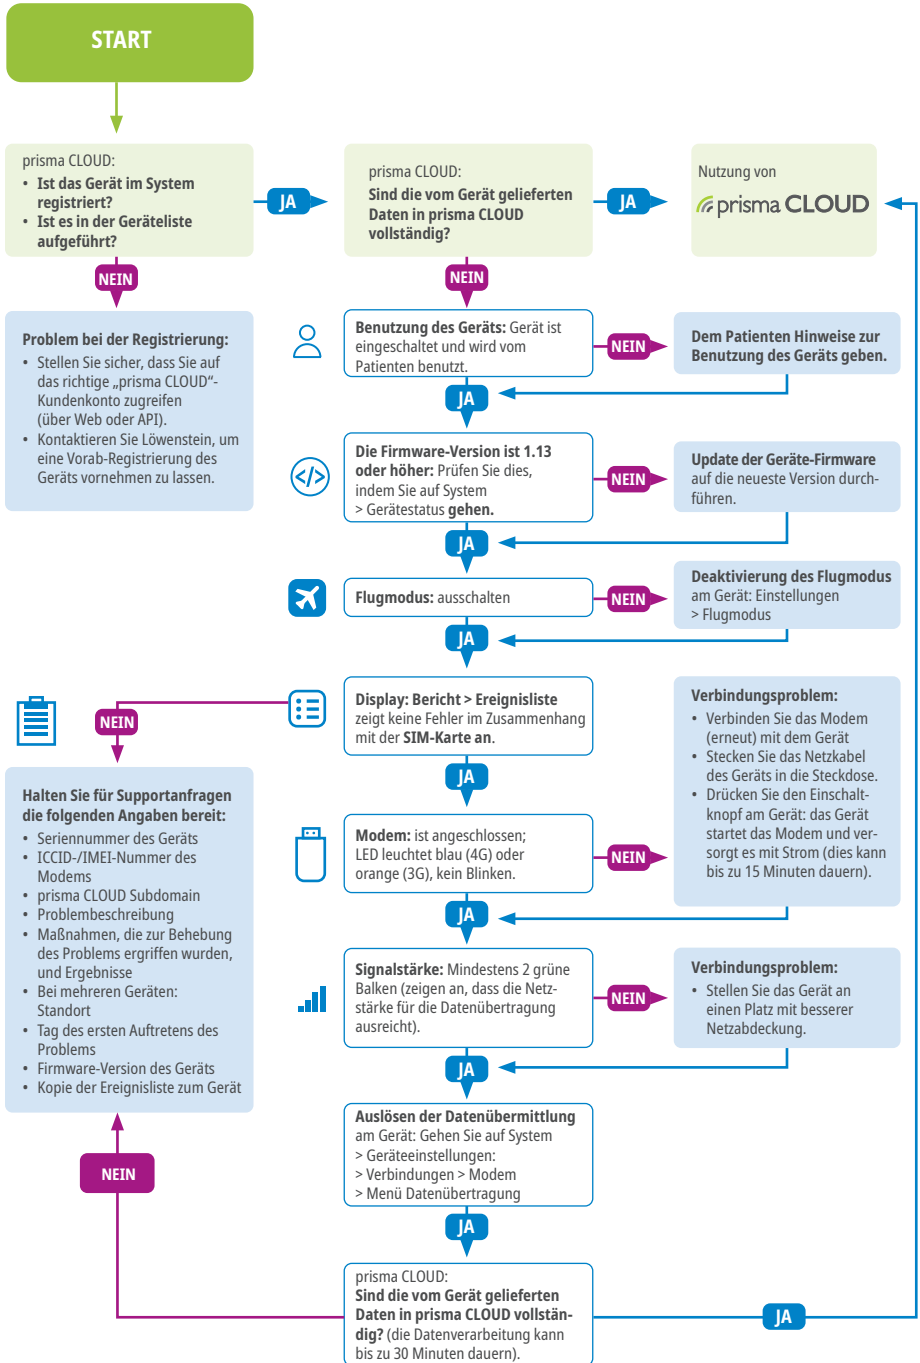 START
prisma CLOUD:
• Ist das Gerät im System
registriert?
• Ist es in der Geräteliste
aufgeführt?
JA
prisma CLOUD:
Sind die vom Gerät gelieferten
Daten in prisma CLOUD
vollständig?
JA
Nutzung von
prisma CLOUD
NEIN
NEIN
Problem bei der Registrierung:
• Stellen Sie sicher, dass Sie auf
das richtige „prisma CLOUD“-
Kundenkonto zugreifen
(über Web oder API).
• Kontaktieren Sie Löwenstein, um
eine Vorab-Registrierung des
Geräts vornehmen zu lassen.
Benutzung des Geräts: Gerät ist
eingeschaltet und wird vom
Patienten benutzt.
NEIN
Dem Patienten Hinweise zur
Benutzung des Geräts geben.
JA
Die Firmware-Version ist 1.13
oder höher: Prüfen Sie dies,
indem Sie auf System
> Gerätestatus gehen.
NEIN
Update der Geräte-Firmware
auf die neueste Version durch-
führen.
JA
Flugmodus: ausschalten
NEIN
Deaktivierung des Flugmodus
am Gerät: Einstellungen
> Flugmodus
JA
Display: Bericht > Ereignisliste
zeigt keine Fehler im Zusammenhang
mit der SIM-Karte an.
NEIN
JA
Modem: ist angeschlossen;
LED leuchtet blau (4G) oder
orange (3G), kein Blinken.
NEIN
Verbindungsproblem:
• Verbinden Sie das Modem
(erneut) mit dem Gerät
• Stecken Sie das Netzkabel
des Geräts in die Steckdose.
• Drücken Sie den Einschalt-
knopf am Gerät: das Gerät
startet das Modem und ver-
sorgt es mit Strom (dies kann
bis zu 15 Minuten dauern).
Halten Sie für Supportanfragen
die folgenden Angaben bereit:
• Seriennummer des Geräts
• ICCID-/IMEI-Nummer des
Modems
• prisma CLOUD Subdomain
• Problembeschreibung
• Maßnahmen, die zur Behebung
des Problems ergriffen wurden,
und Ergebnisse
• Bei mehreren Geräten:
Standort
• Tag des ersten Auftretens des
Problems
• Firmware-Version des Geräts
• Kopie der Ereignisliste zum Gerät
JA
Signalstärke: Mindestens 2 grüne
Balken (zeigen an, dass die Netz-
stärke für die Datenübertragung
ausreicht).
NEIN
Verbindungsproblem:
• Stellen Sie das Gerät an
einen Platz mit besserer
Netzabdeckung.
JA
Auslösen der Datenübermittlung
am Gerät: Gehen Sie auf System
> Geräteeinstellungen:
> Verbindungen > Modem
> Menü Datenübertragung
NEIN
JA
prisma CLOUD:
Sind die vom Gerät gelieferten
Daten in prisma CLOUD vollstän-
dig? (die Datenverarbeitung kann
bis zu 30 Minuten dauern).
JA